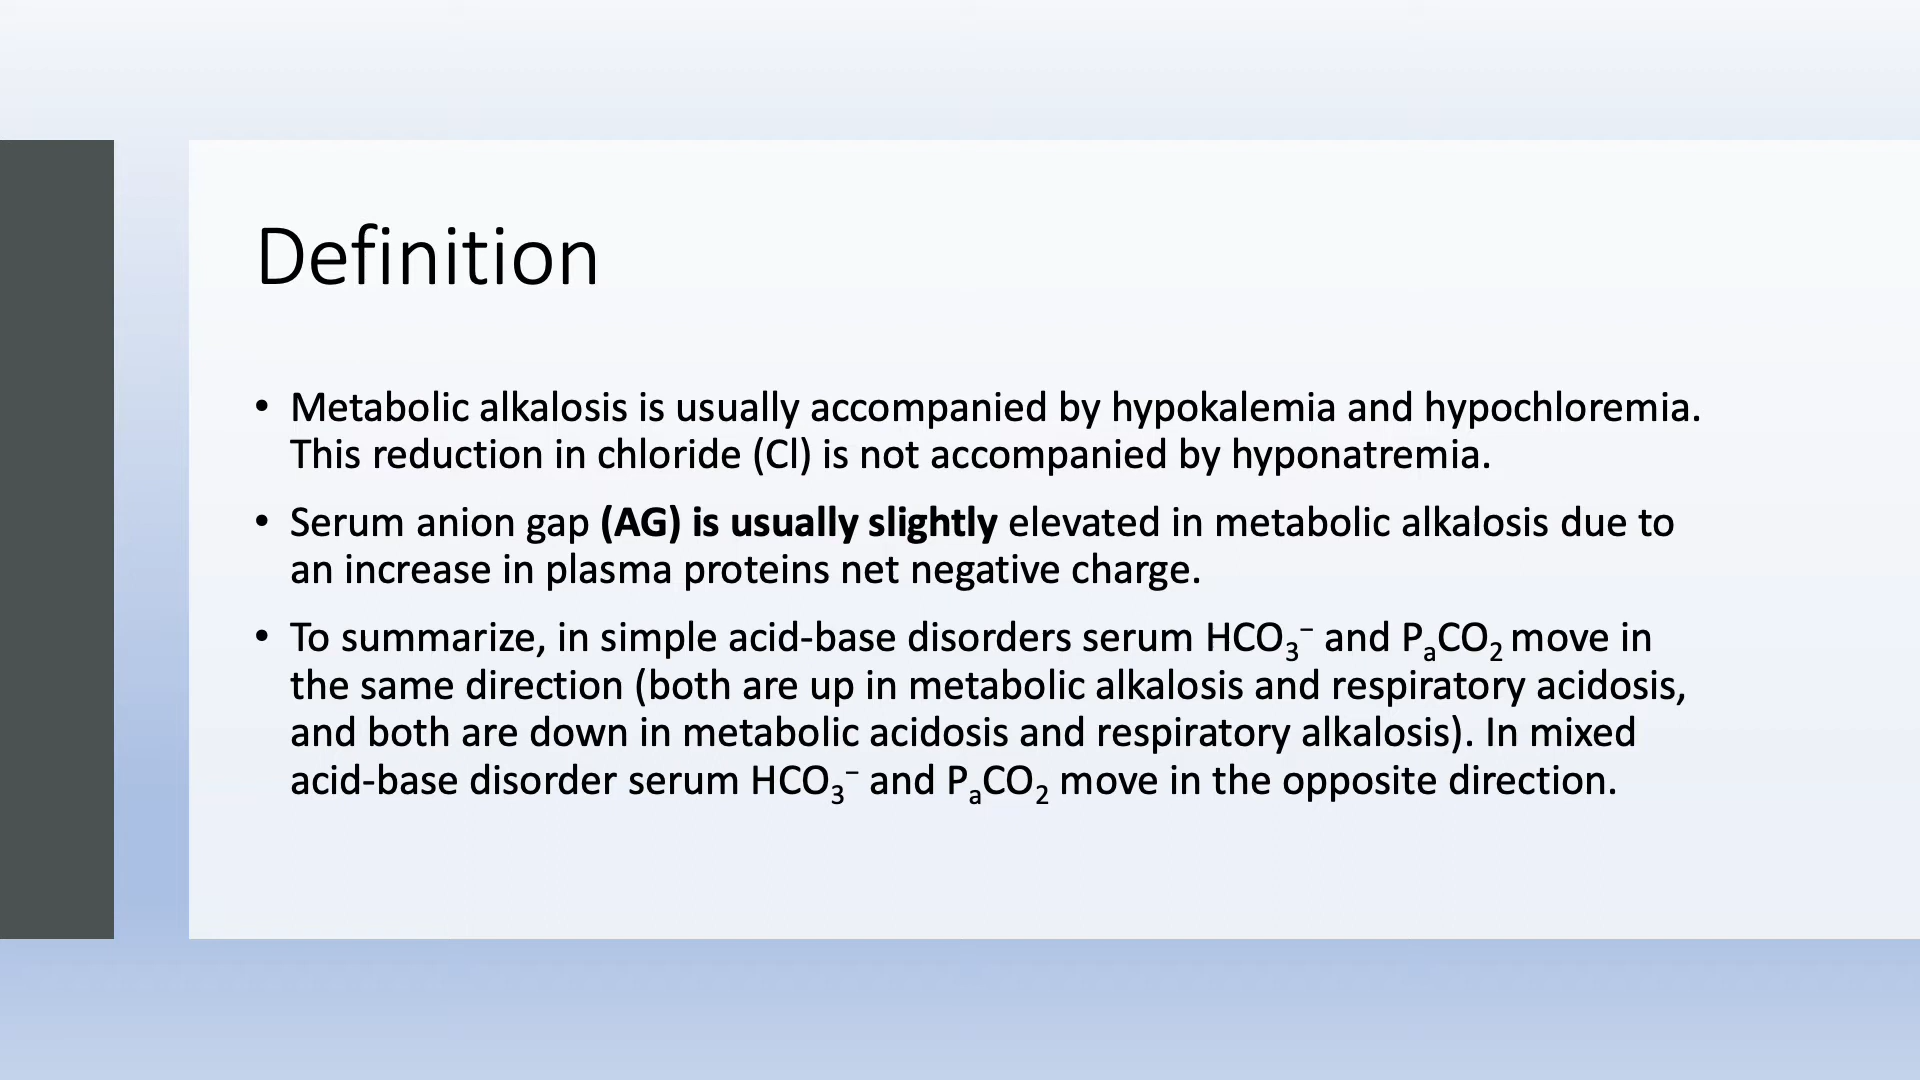 Definition
• Metabolic alkalosis is usually accompanied by hypokalemia and hypochloremia.
This reduction in chloride (Cl) is not accompanied by hyponatremia.
• Serum anion gap (AG) is usually slightly elevated in metabolic alkalosis due to
an increase in plasma proteins net negative charge.
• To summarize, in simple acid-base disorders serum HCO₃⁻ and PₐCO₂ move in
the same direction (both are up in metabolic alkalosis and respiratory acidosis,
and both are down in metabolic acidosis and respiratory alkalosis). In mixed
acid-base disorder serum HCO₃⁻ and PₐCO₂ move in the opposite direction.